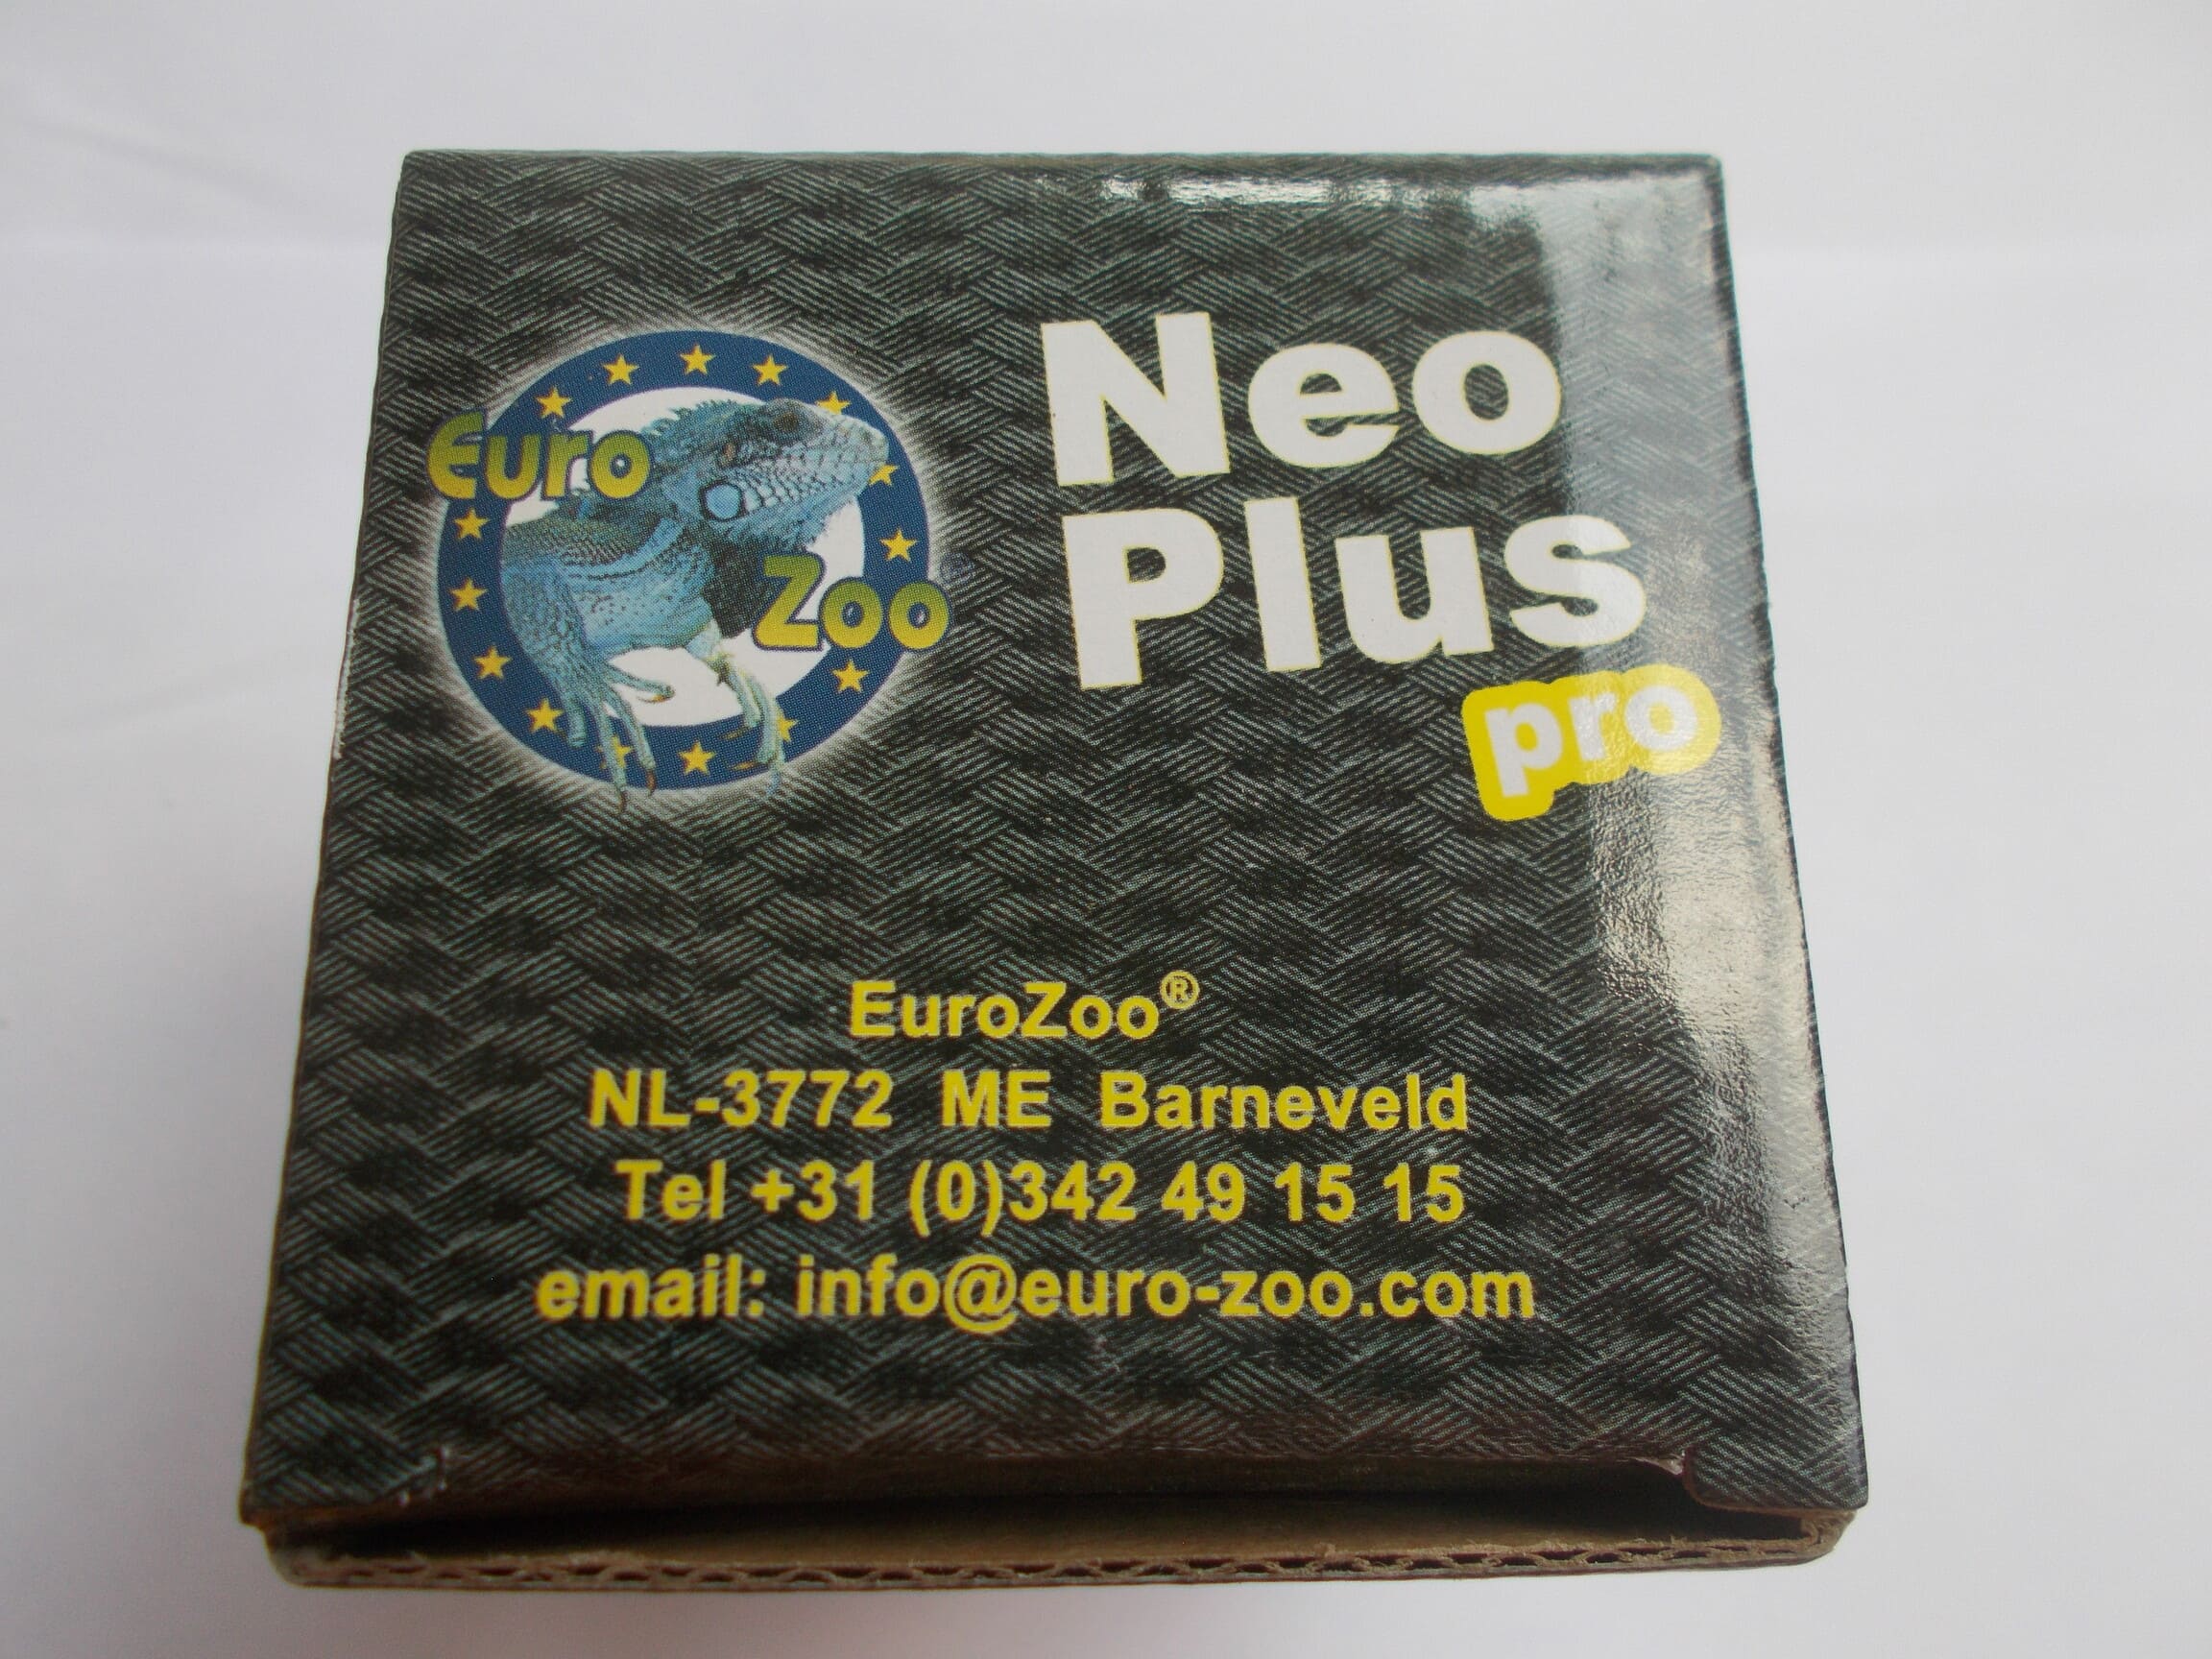 Euro
Zoo
Neo
Plus
pro
EuroZoo®
NL-3772 ME Barneveld
Tel +31 (0)342 49 15 15
email: info@euro-zoo.com